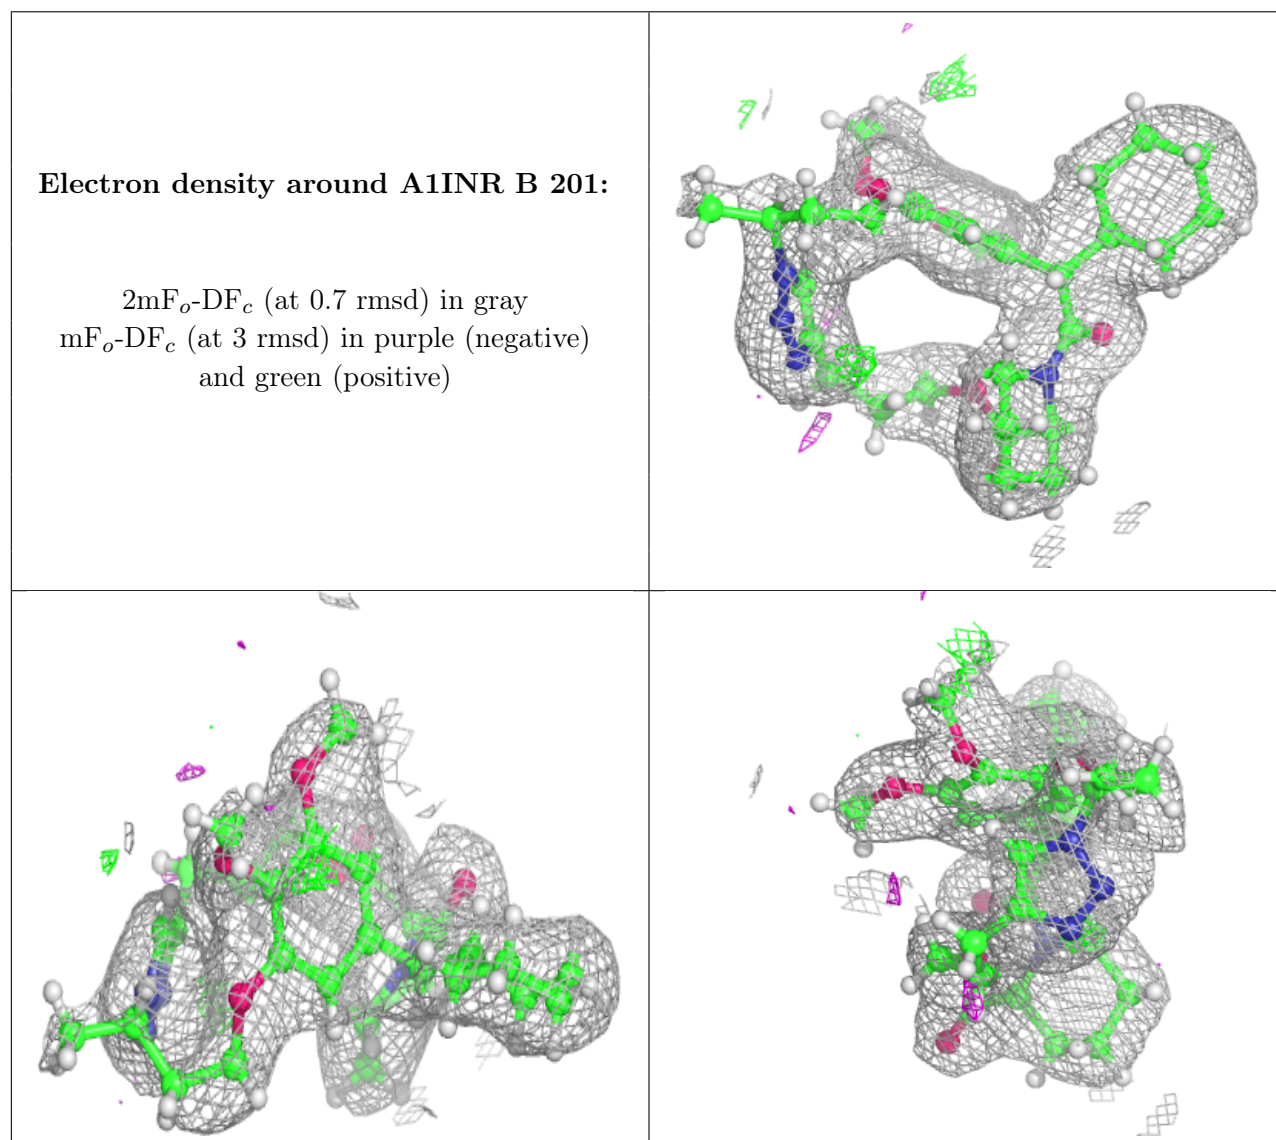 Electron density around A1INR B 201:
2mFo-DFc (at 0.7 rmsd) in gray
mFo-DFc (at 3 rmsd) in purple (negative)
and green (positive)